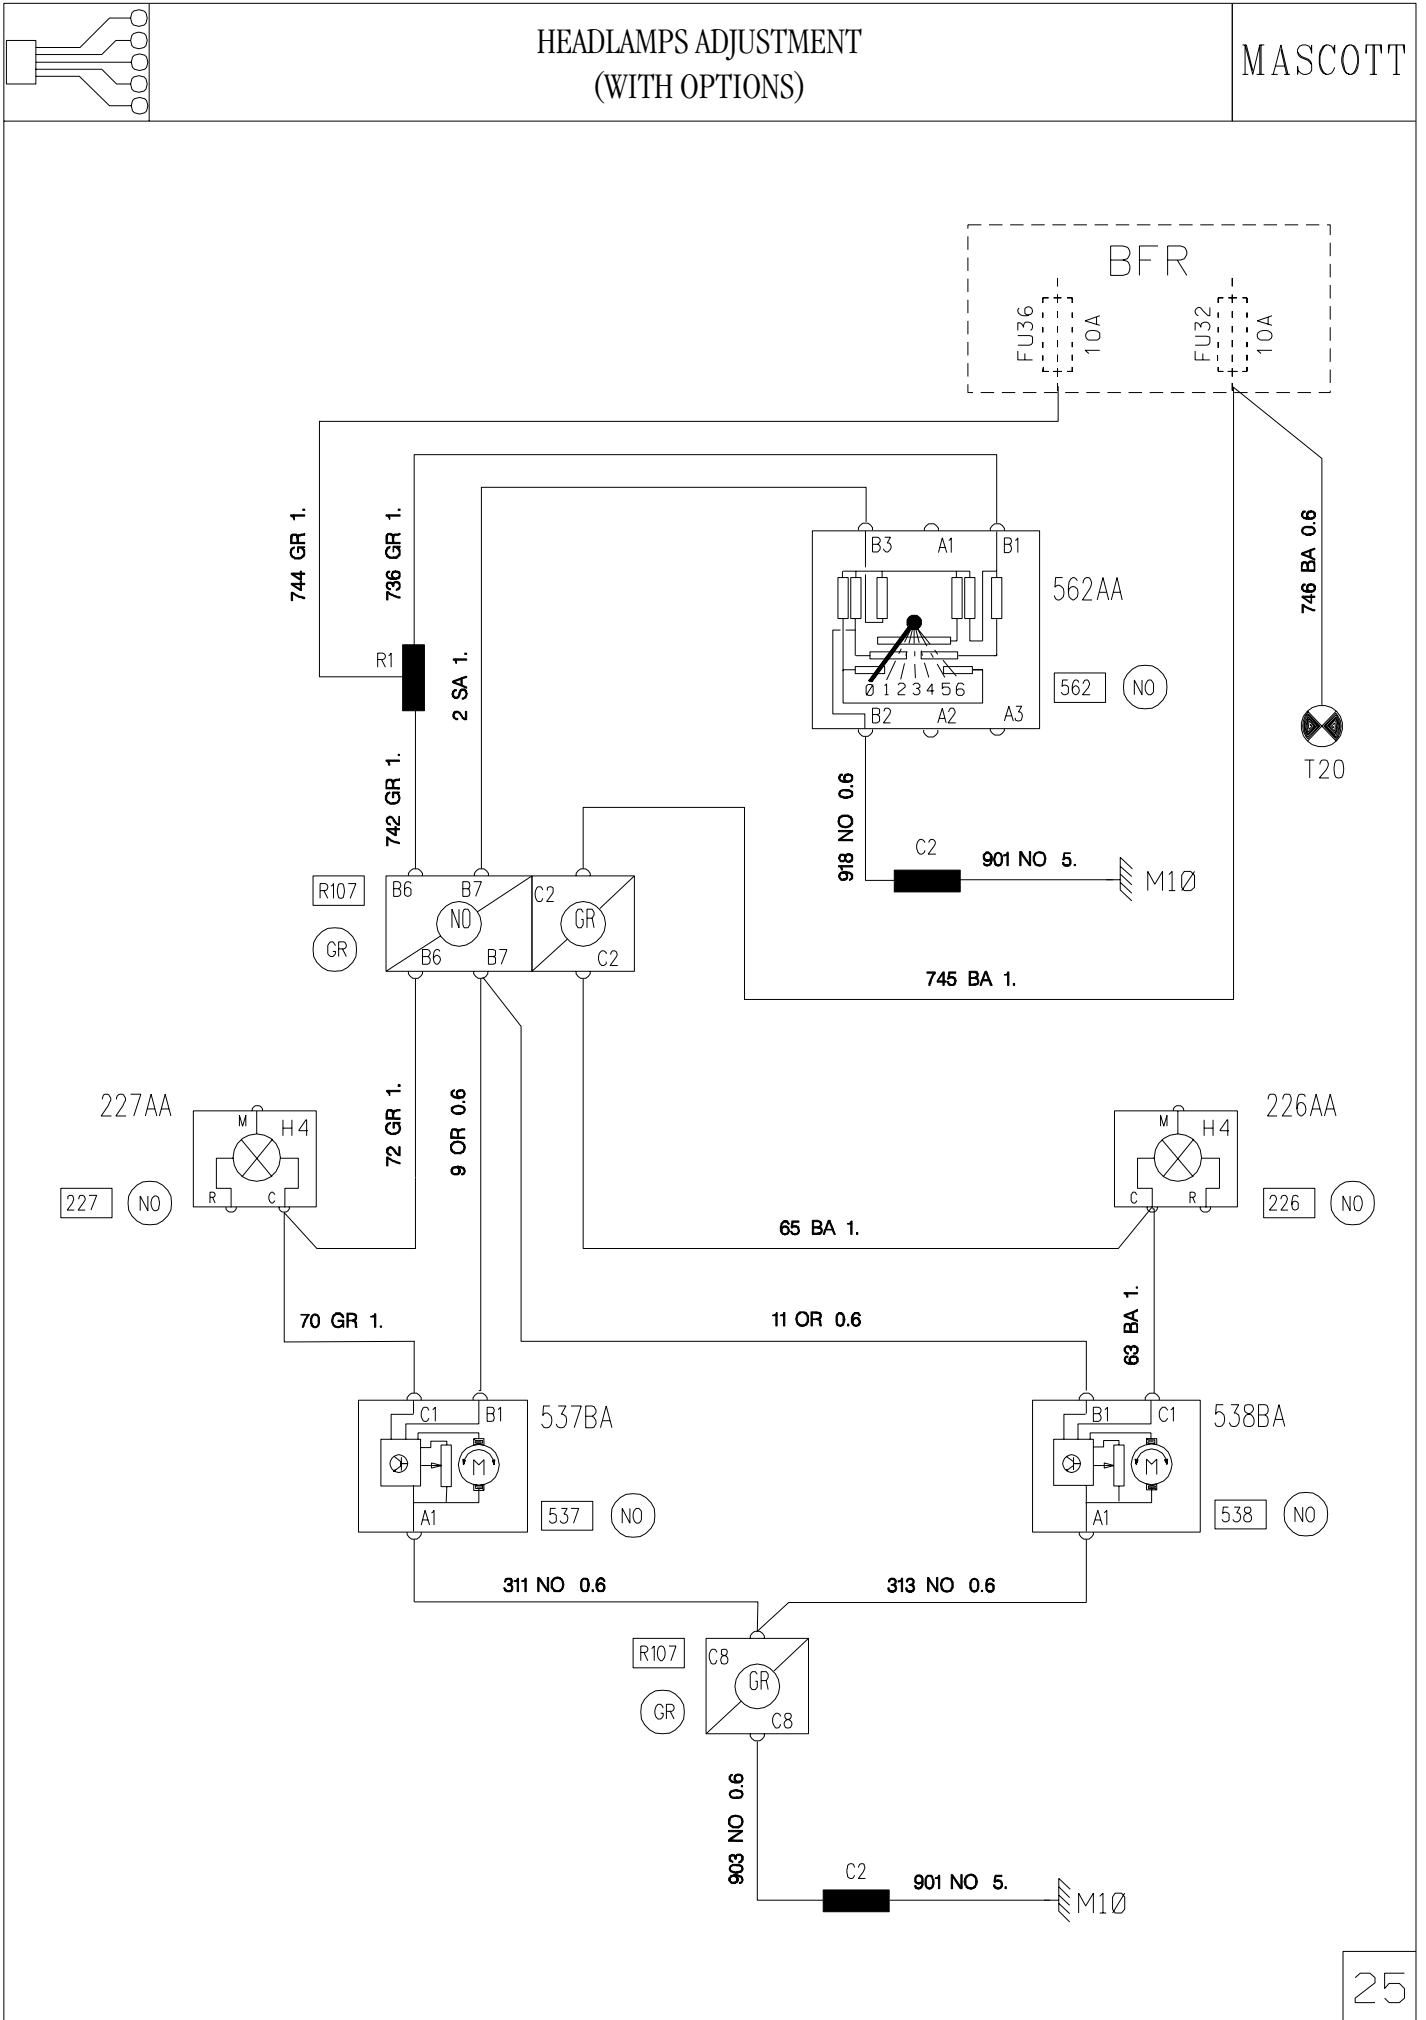 HEADLAMPS ADJUSTMENT
(WITH OPTIONS)
MASCOTT
BFR
FU36
10A
FU32
10A
744 GR 1.
736 GR 1.
2 SA 1.
746 BA 0.6
B3 A1 B1
562AA
R1
0 1 2 3 4 5 6
562 NO
B2 A2 A3
T20
742 GR 1.
918 NO 0.6
C2
901 NO 5.
M10
R107
B6 B7
C2
NO
GR
GR
B6 B7
C2
745 BA 1.
72 GR 1.
9 OR 0.6
227AA
M
H4
R C
227 NO
226AA
M
H4
C R
226 NO
65 BA 1.
70 GR 1.
11 OR 0.6
63 BA 1.
C1 B1
537BA
M
A1
537 NO
B1 C1
538BA
M
A1
538 NO
311 NO 0.6
313 NO 0.6
R107
C8
GR
GR
C8
903 NO 0.6
C2
901 NO 5.
M10
25